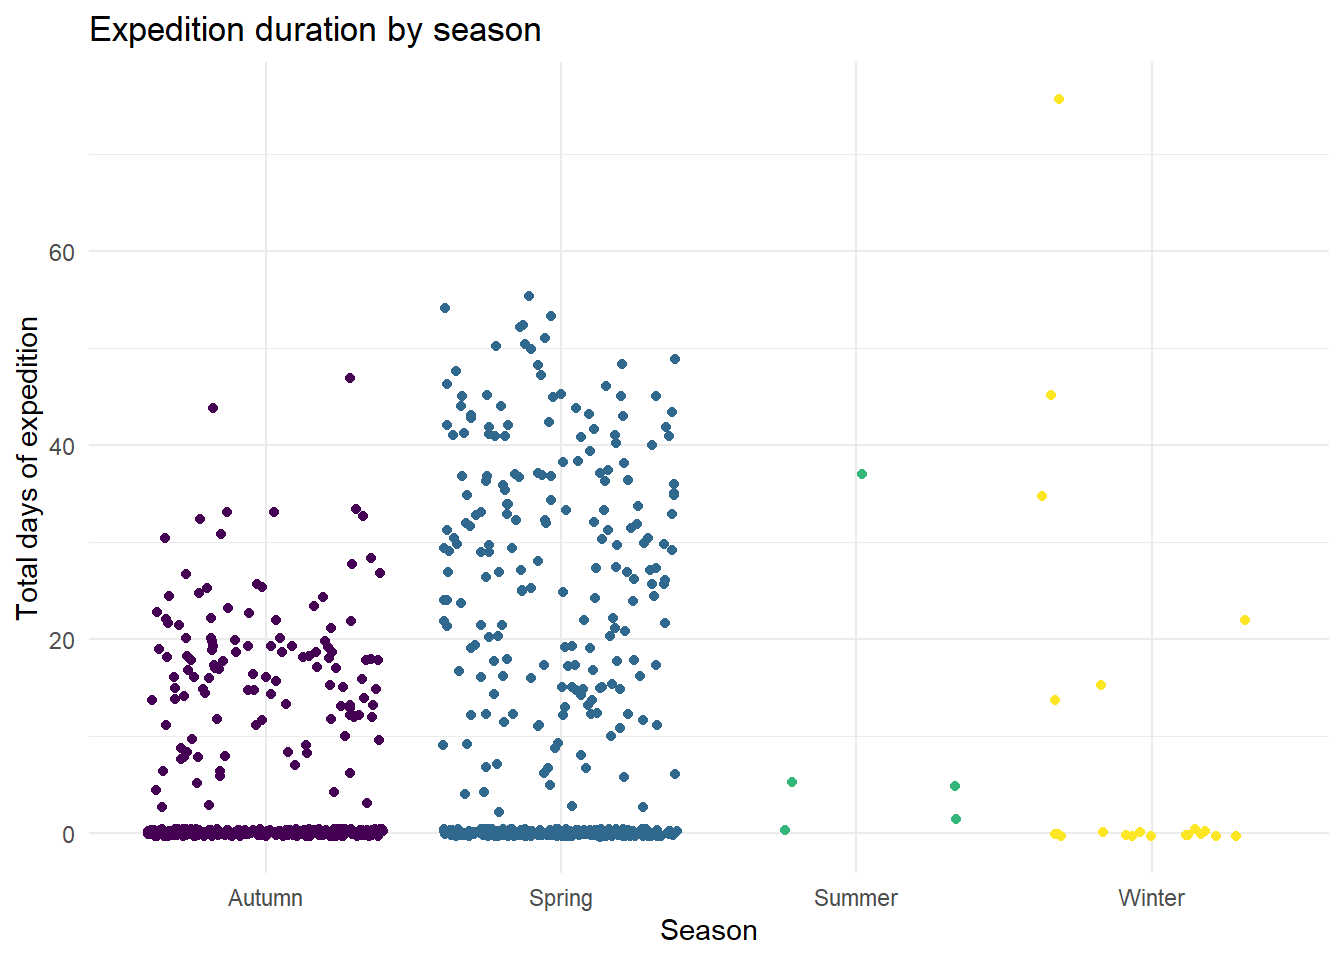 Expedition duration by season
Total days of expedition
60
40
20
0
Autumn Spring Summer Winter
Season